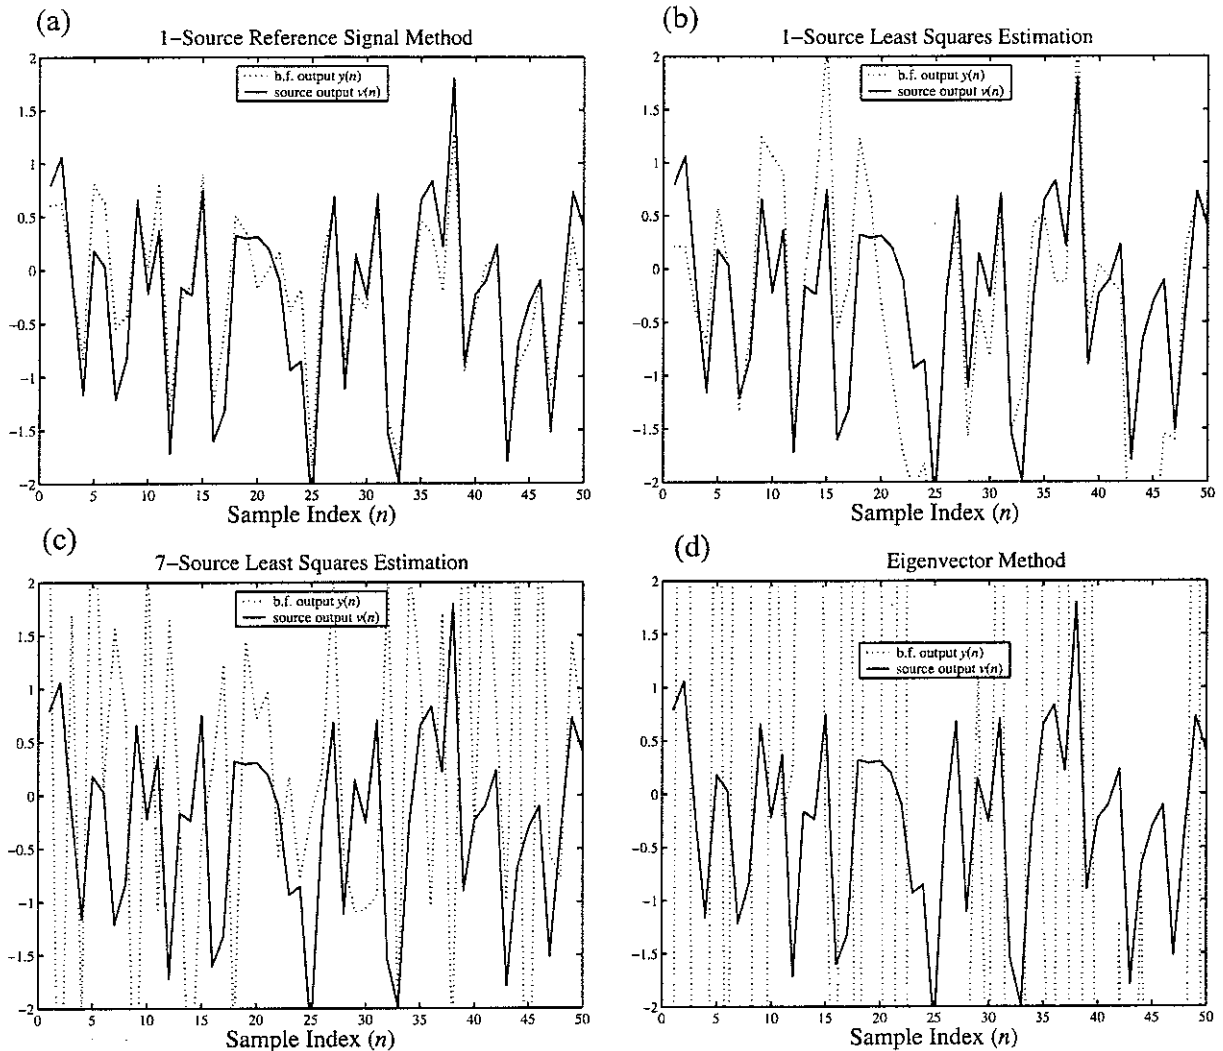 (a)
1–Source Reference Signal Method
2
1.5
1
0.5
0
−0.5
−1
−1.5
−2
b.f. output y(n)
source output v(n)
0 5 10 15 20 25 30 35 40 45 50
Sample Index (n)
(b)
1–Source Least Squares Estimation
2
1.5
1
0.5
0
−0.5
−1
−1.5
−2
b.f. output y(n)
source output v(n)
0 5 10 15 20 25 30 35 40 45 50
Sample Index (n)
(c)
7–Source Least Squares Estimation
2
1.5
1
0.5
0
−0.5
−1
−1.5
−2
b.f. output y(n)
source output v(n)
0 5 10 15 20 25 30 35 40 45 50
Sample Index (n)
(d)
Eigenvector Method
2
1.5
1
0.5
0
−0.5
−1
−1.5
−2
b.f. output y(n)
source output v(n)
0 5 10 15 20 25 30 35 40 45 50
Sample Index (n)